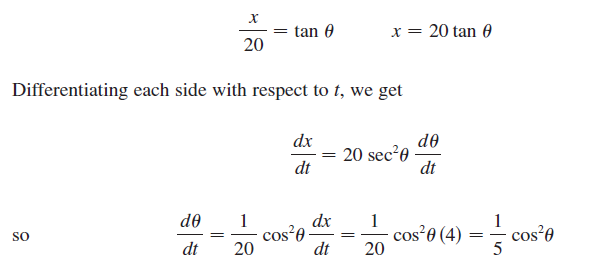 x/20 = tan θ x = 20 tan θ
Differentiating each side with respect to t, we get
dx/dt = 20 sec²θ dθ/dt
so dθ/dt = 1/20 cos²θ dx/dt = 1/20 cos²θ (4) = 1/5 cos²θ